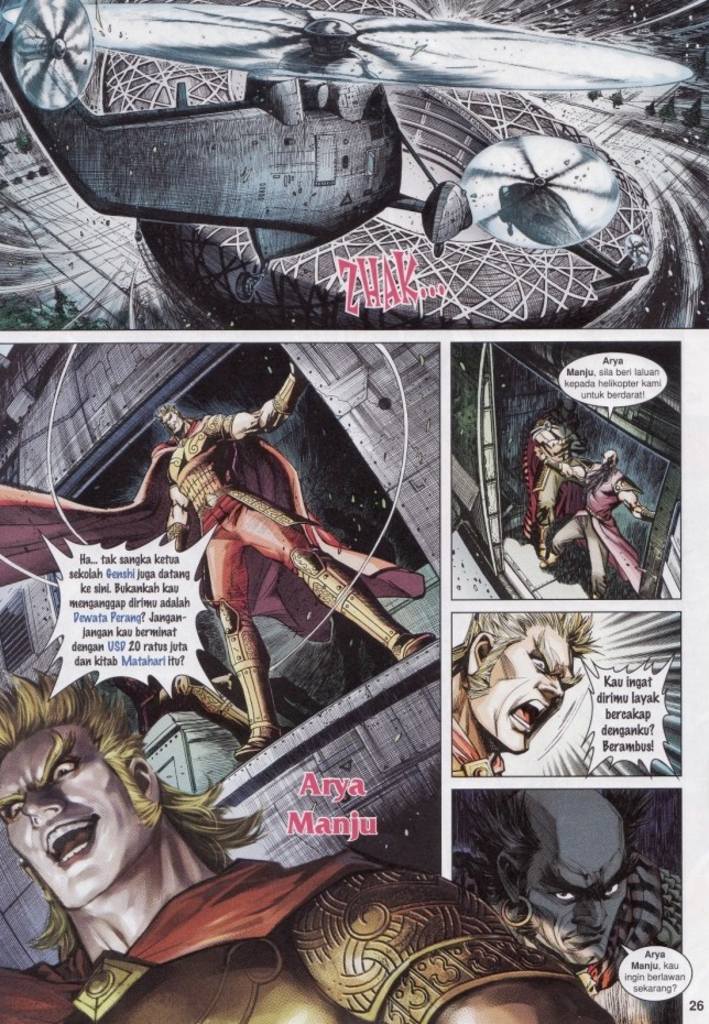 ZHAK...
Ha... tak sangka ketua
sekolah Genshi juga datang
ke sini. Bukankah kau
menganggap dirimu adalah
Dewata Perang? Jangan-
jangan kau berminat
dengan USD 20 ratus juta
dan kitab Matahari itu?
Arya
Manju
Arya
Manju, sila beri laluan
kepada helikopter kami
untuk berdarat!
Kau ingat
dirimu layak
bercakap
denganku?
Berambus!
Arya
Manju, kau
ingin berlawan
sekarang?
26